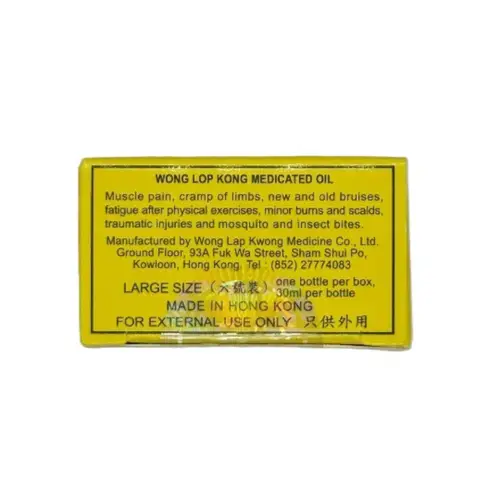 WONG LOP KONG MEDICATED OIL
Muscle pain, cramp of limbs, new and old bruises,
fatigue after physical exercises, minor burns and scalds,
traumatic injuries and mosquito and insect bites.
Manufactured by Wong Lap Kwong Medicine Co., Ltd.
Ground Floor, 93A Fuk Wa Street, Sham Shui Po,
Kowloon, Hong Kong. Tel : (852) 27774083
LARGE SIZE (大號裝) one bottle per box,
30ml per bottle
MADE IN HONG KONG
FOR EXTERNAL USE ONLY 只供外用